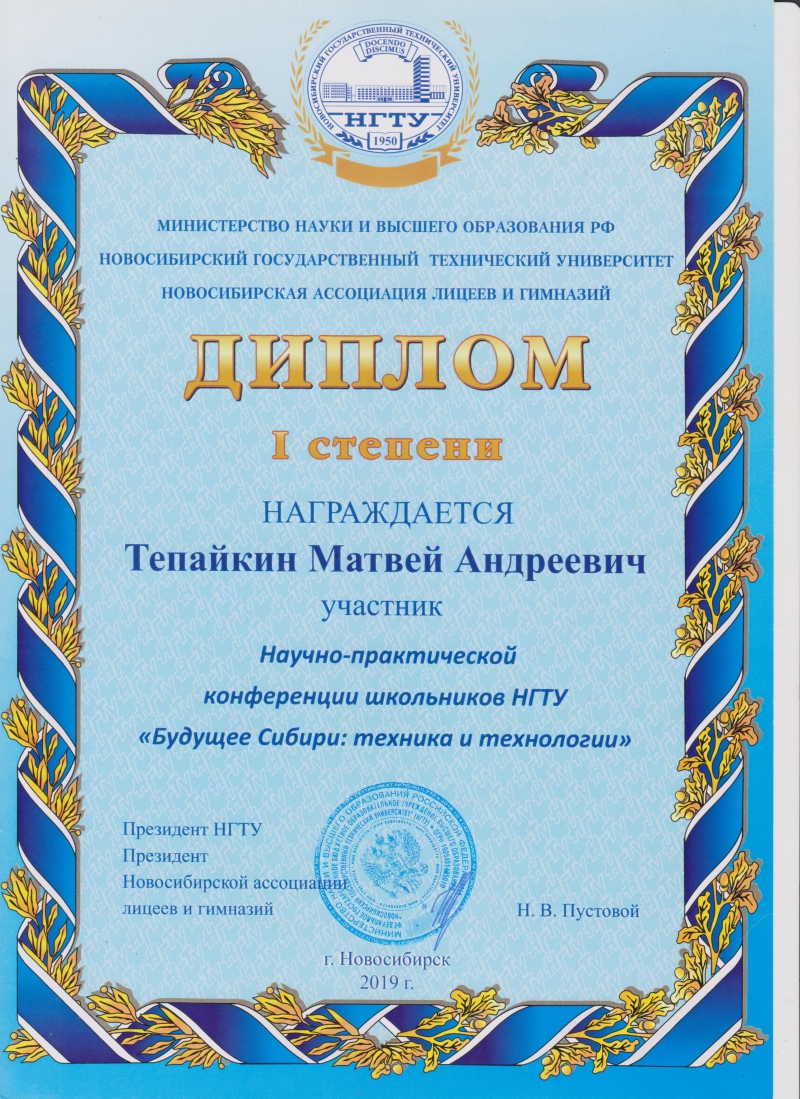 НОВОСИБИРСКИЙ ГОСУДАРСТВЕННЫЙ ТЕХНИЧЕСКИЙ УНИВЕРСИТЕТ
DOCENDO
DISCIMUS
НГТУ
1950
МИНИСТЕРСТВО НАУКИ И ВЫСШЕГО ОБРАЗОВАНИЯ РФ
НОВОСИБИРСКИЙ ГОСУДАРСТВЕННЫЙ ТЕХНИЧЕСКИЙ УНИВЕРСИТЕТ
НОВОСИБИРСКАЯ АССОЦИАЦИЯ ЛИЦЕЕВ И ГИМНАЗИЙ
ДИПЛОМ
I степени
НАГРАЖДАЕТСЯ
Тепайкин Матвей Андреевич
участник
Научно-практической
конференции школьников НГТУ
«Будущее Сибири: техника и технологии»
Президент НГТУ
Президент
Новосибирской ассоциации
лицеев и гимназий
Н. В. Пустовой
МИНИСТЕРСТВО НАУКИ И ВЫСШЕГО ОБРАЗОВАНИЯ РОССИЙСКОЙ ФЕДЕРАЦИИ
г. Новосибирск
2019 г.